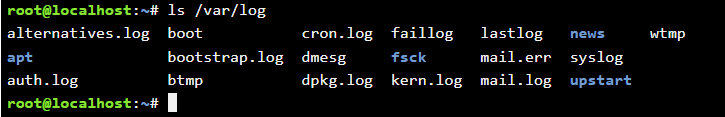 root@localhost:~# ls /var/log
alternatives.log boot cron.log faillog lastlog news wtmp
apt bootstrap.log dmesg fsck mail.err syslog
auth.log btmp dpkg.log kern.log mail.log upstart
root@localhost:~#